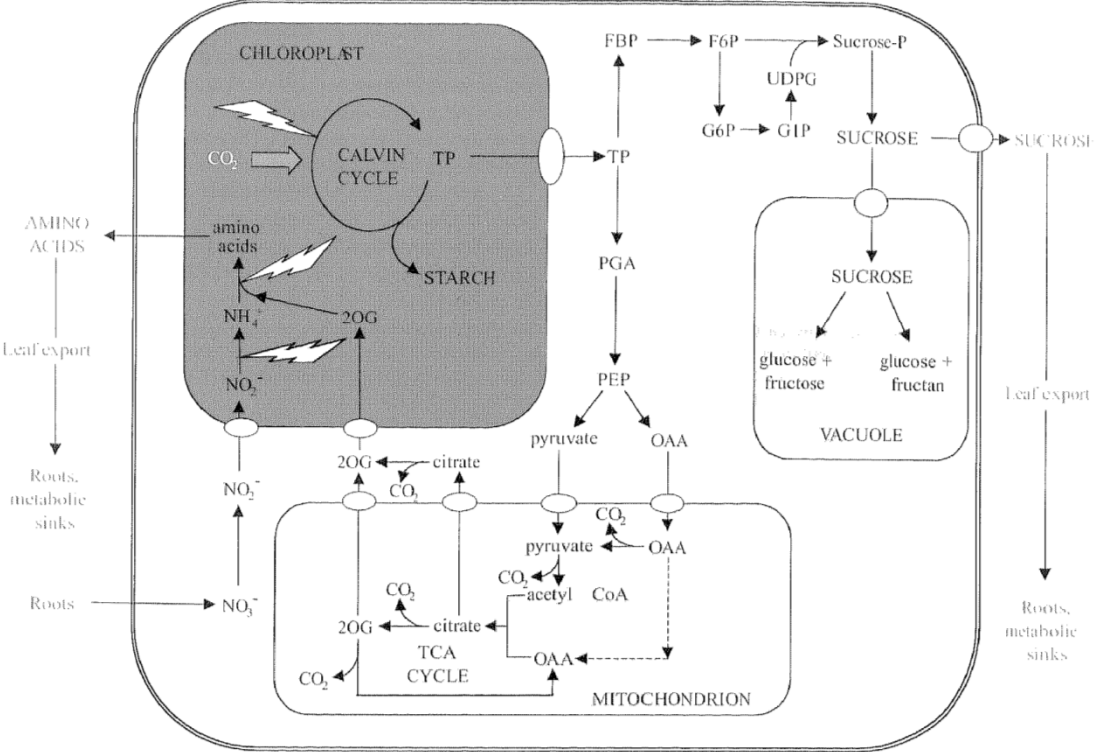 CHLOROPLAST
CO₂
CALVIN
CYCLE
TP
STARCH
amino
acids
NH₄⁺
2OG
NO₂⁻
AMINO
ACIDS
Leaf export
Roots,
metabolic
sinks
Roots
NO₃⁻
NO₂⁻
FBP
F6P
Sucrose-P
UDPG
G6P
G1P
SUCROSE
SUCROSE
TP
PGA
PEP
pyruvate
OAA
SUCROSE
glucose +
fructose
glucose +
fructan
VACUOLE
Leaf export
Roots,
metabolic
sinks
2OG
citrate
CO₂
CO₂
pyruvate
OAA
CO₂
acetyl CoA
CO₂
2OG
citrate
TCA
CYCLE
OAA
CO₂
MITOCHONDRION